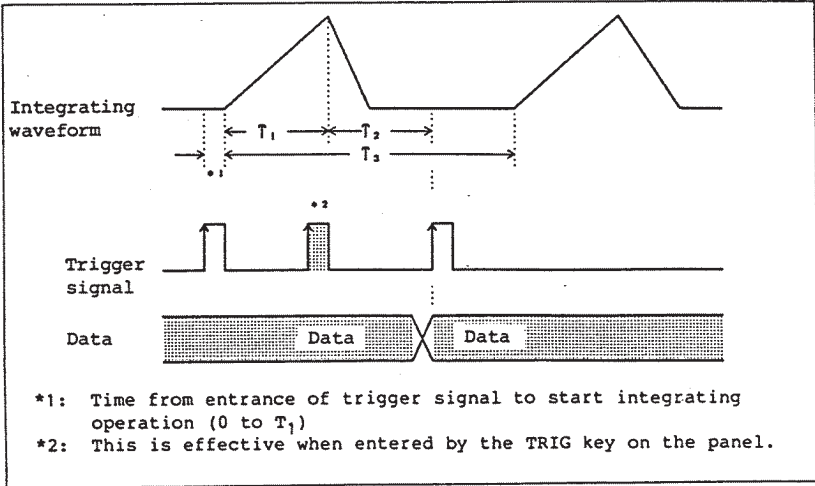 Integrating
waveform
T₁
T₂
T₃
*1
*2
Trigger
signal
Data
Data
Data
*1: Time from entrance of trigger signal to start integrating
operation (0 to T₁)
*2: This is effective when entered by the TRIG key on the panel.